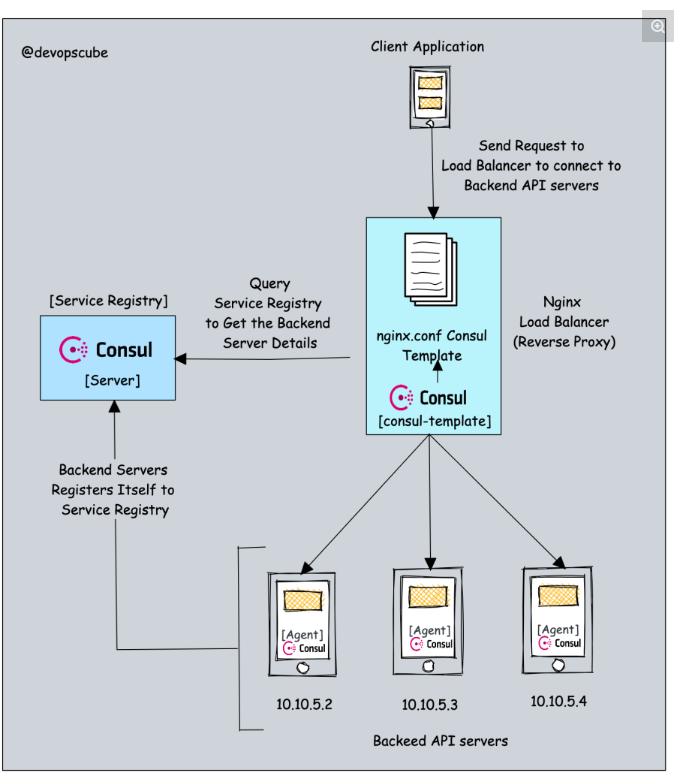 @devopscube
Client Application
Send Request to
Load Balancer to connect to
Backend API servers
Query
Service Registry
to Get the Backend
Server Details
[Service Registry]
Consul
[Server]
nginx.conf Consul
Template
Consul
[consul-template]
Nginx
Load Balancer
(Reverse Proxy)
Backend Servers
Registers Itself to
Service Registry
[Agent]
Consul
10.10.5.2
[Agent]
Consul
10.10.5.3
[Agent]
Consul
10.10.5.4
Backeed API servers